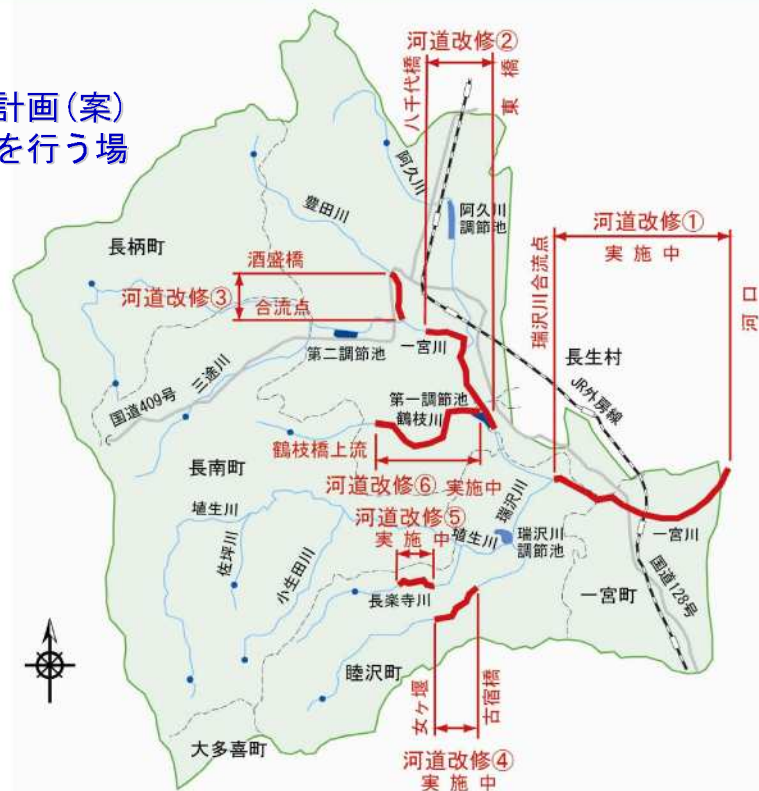 計画(案)
を行う場
河道改修②
八千代橋
東橋
阿久川
豊田川
阿久川
調節池
河道改修①
実施中
瑞沢川合流点
河口
長柄町
酒盛橋
河道改修③
合流点
第二調節池
一宮川
長生村
JR外房線
国道409号
三途川
第一調節池
鶴枝川
鶴枝橋上流
長南町
河道改修⑥ 実施中
瑞沢川
河道改修⑤
実施中
埴生川
埴生川
瑞沢川
調節池
一宮川
国道128号
佐坪川
小生田川
長楽寺川
一宮町
睦沢町
女ヶ堰
古宿橋
大多喜町
河道改修④
実施中